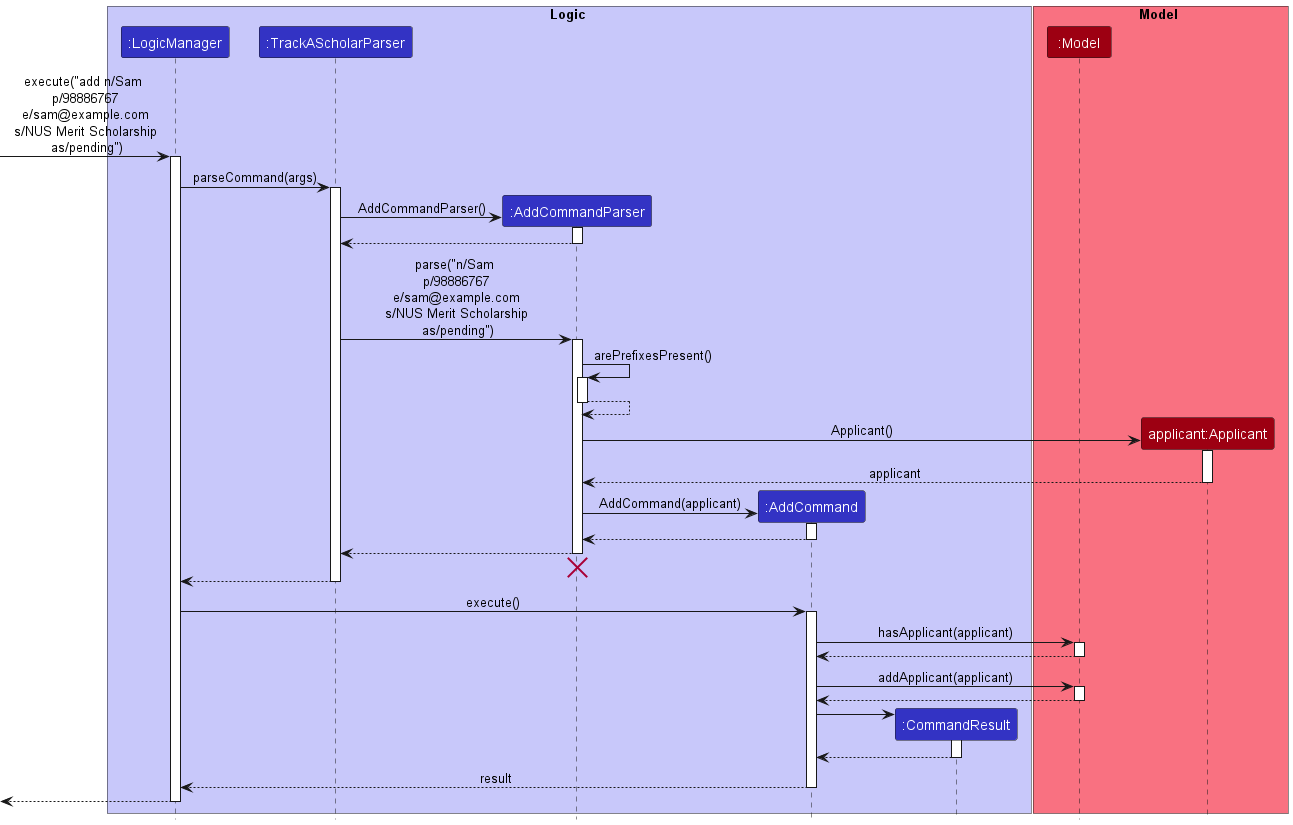 Logic
Model
:LogicManager
:TrackAScholarParser
:Model
execute("add n/Sam
p/98886767
e/sam@example.com
s/NUS Merit Scholarship
as/pending")
parseCommand(args)
AddCommandParser()
:AddCommandParser
parse("n/Sam
p/98886767
e/sam@example.com
s/NUS Merit Scholarship
as/pending")
arePrefixesPresent()
Applicant()
applicant:Applicant
applicant
AddCommand(applicant)
:AddCommand
execute()
hasApplicant(applicant)
addApplicant(applicant)
:CommandResult
result